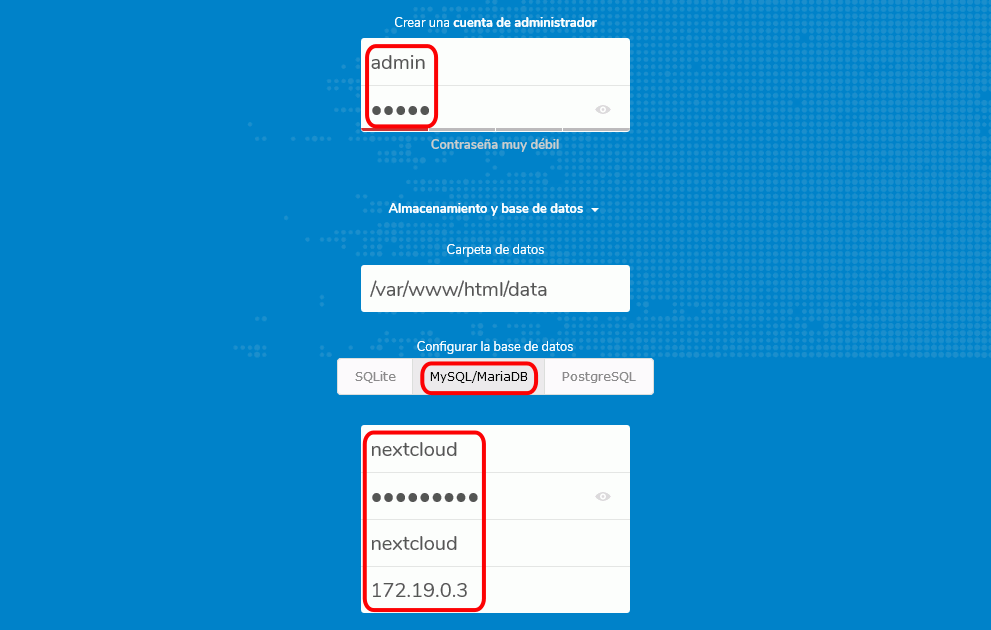 Crear una cuenta de administrador
admin
●●●●●
Contraseña muy débil
Almacenamiento y base de datos
Carpeta de datos
/var/www/html/data
Configurar la base de datos
SQLite MySQL/MariaDB PostgreSQL
nextcloud
●●●●●●●●●
nextcloud
172.19.0.3